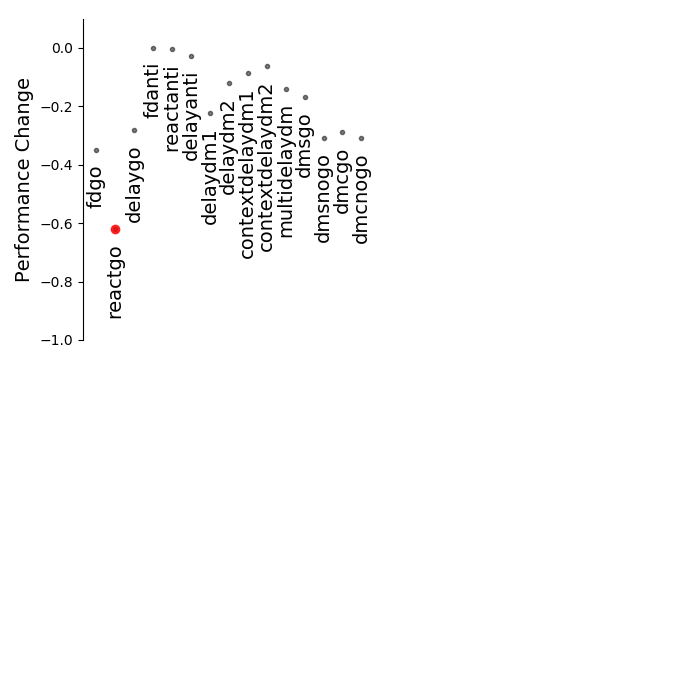 Performance Change
0.0
−0.2
−0.4
−0.6
−0.8
−1.0
fdgo
reactgo
delaygo
fdanti
reactanti
delayanti
delaydm1
delaydm2
contextdelaydm1
contextdelaydm2
multidelaydm
dmsgo
dmsnogo
dmcgo
dmcnogo